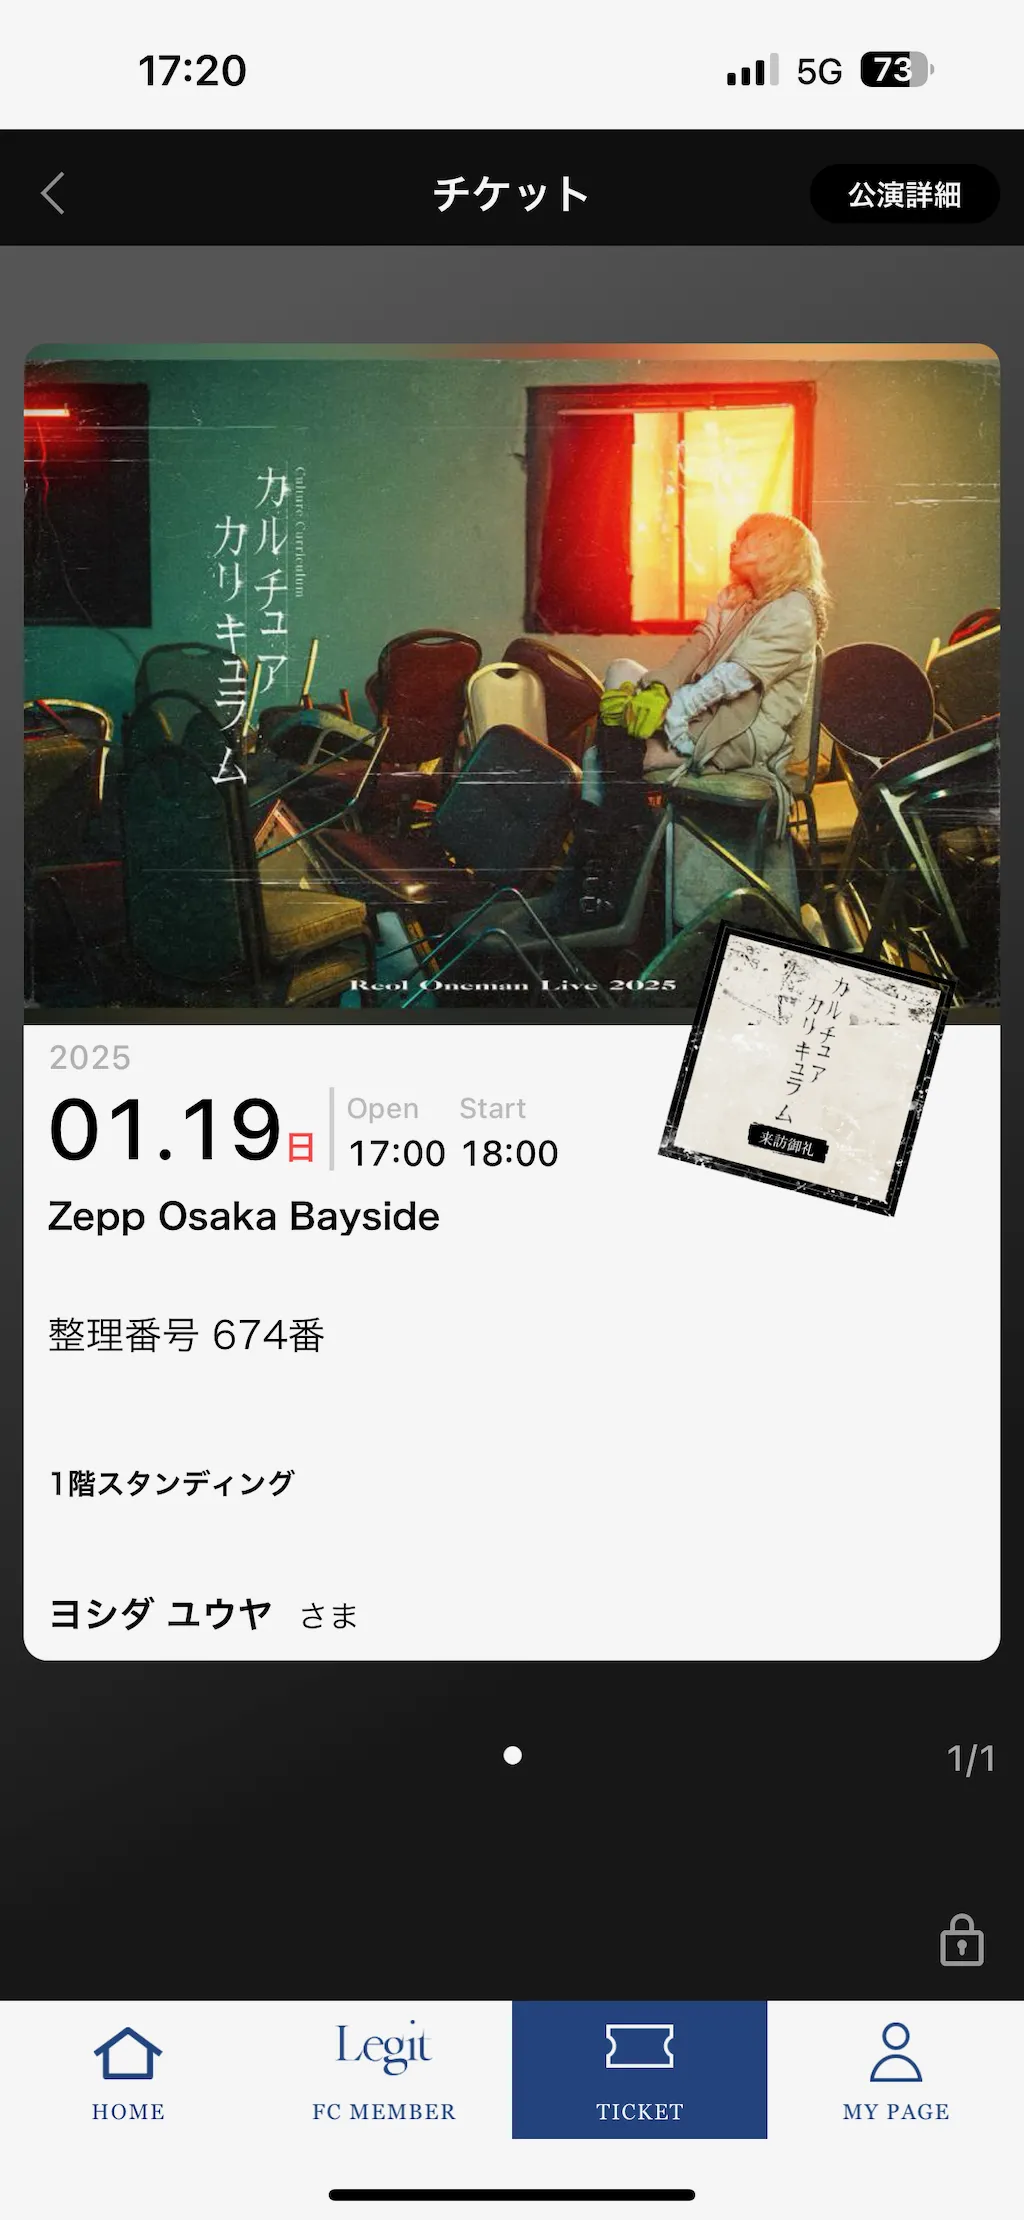 17:20
5G 73
チケット
公演詳細
カルチュア
カリキュラム
Culture Curriculum
Reol Oneman Live 2025
カルチュア
カリキュラム
来訪御礼
2025
01.19日
Open Start
17:00 18:00
Zepp Osaka Bayside
整理番号 674番
1階スタンディング
ヨシダ ユウヤ さま
1/1
Legit
HOME
FC MEMBER
TICKET
MY PAGE